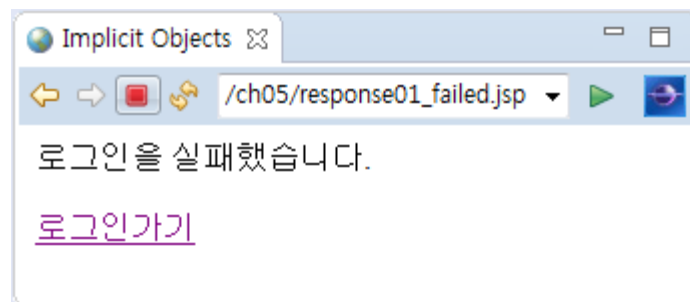 Implicit Objects
/ch05/response01_failed.jsp
로그인을 실패했습니다.
로그인가기